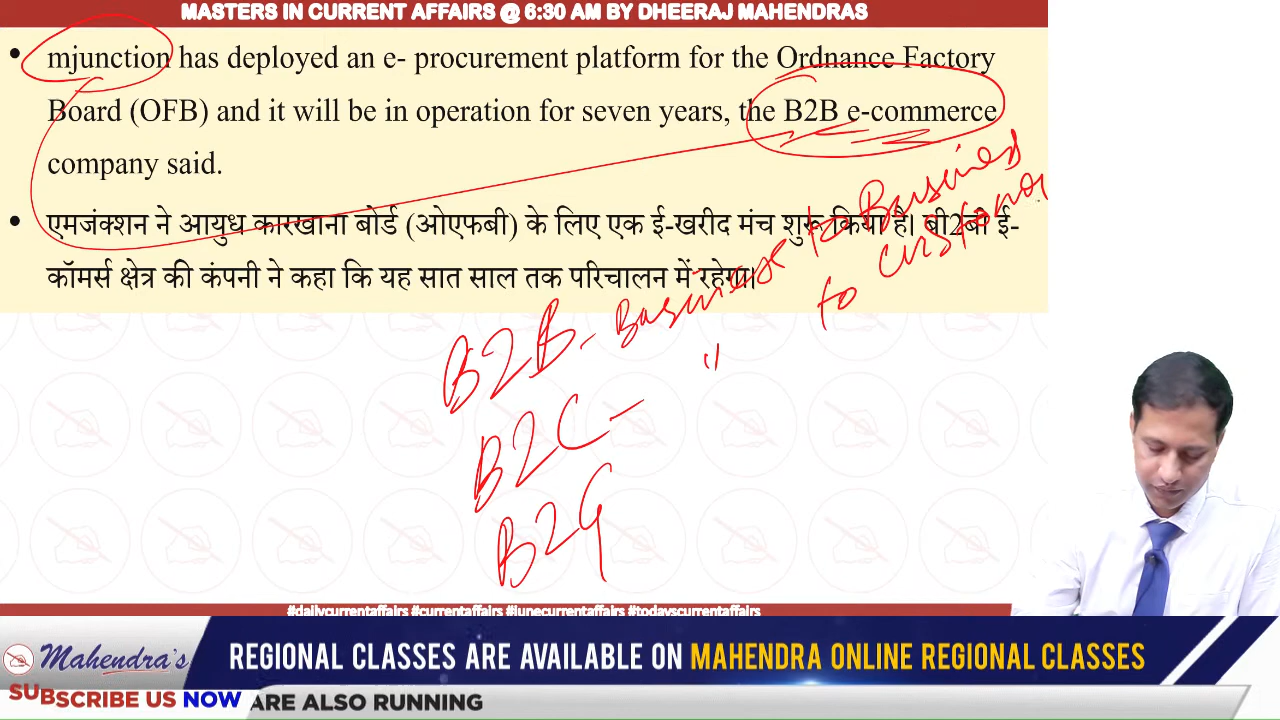 MASTERS IN CURRENT AFFAIRS @ 6:30 AM BY DHEERAJ MAHENDRAS
• mjunction has deployed an e- procurement platform for the Ordnance Factory
Board (OFB) and it will be in operation for seven years, the B2B e-commerce
company said.
• एमजंक्शन ने आयुध कारखाना बोर्ड (ओएफबी) के लिए एक ई-खरीद मंच शुरू किया है। बी2बी ई-
कॉमर्स क्षेत्र की कंपनी ने कहा कि यह सात साल तक परिचालन में रहेगा।
B2B - Business to Business
B2C - " to customer
B2G
#dailycurrentaffairs #currentaffairs #junecurrentaffairs #todayscurrentaffairs
Mahendra's
REGIONAL CLASSES ARE AVAILABLE ON MAHENDRA ONLINE REGIONAL CLASSES
SUBSCRIBE US NOW
ARE ALSO RUNNING